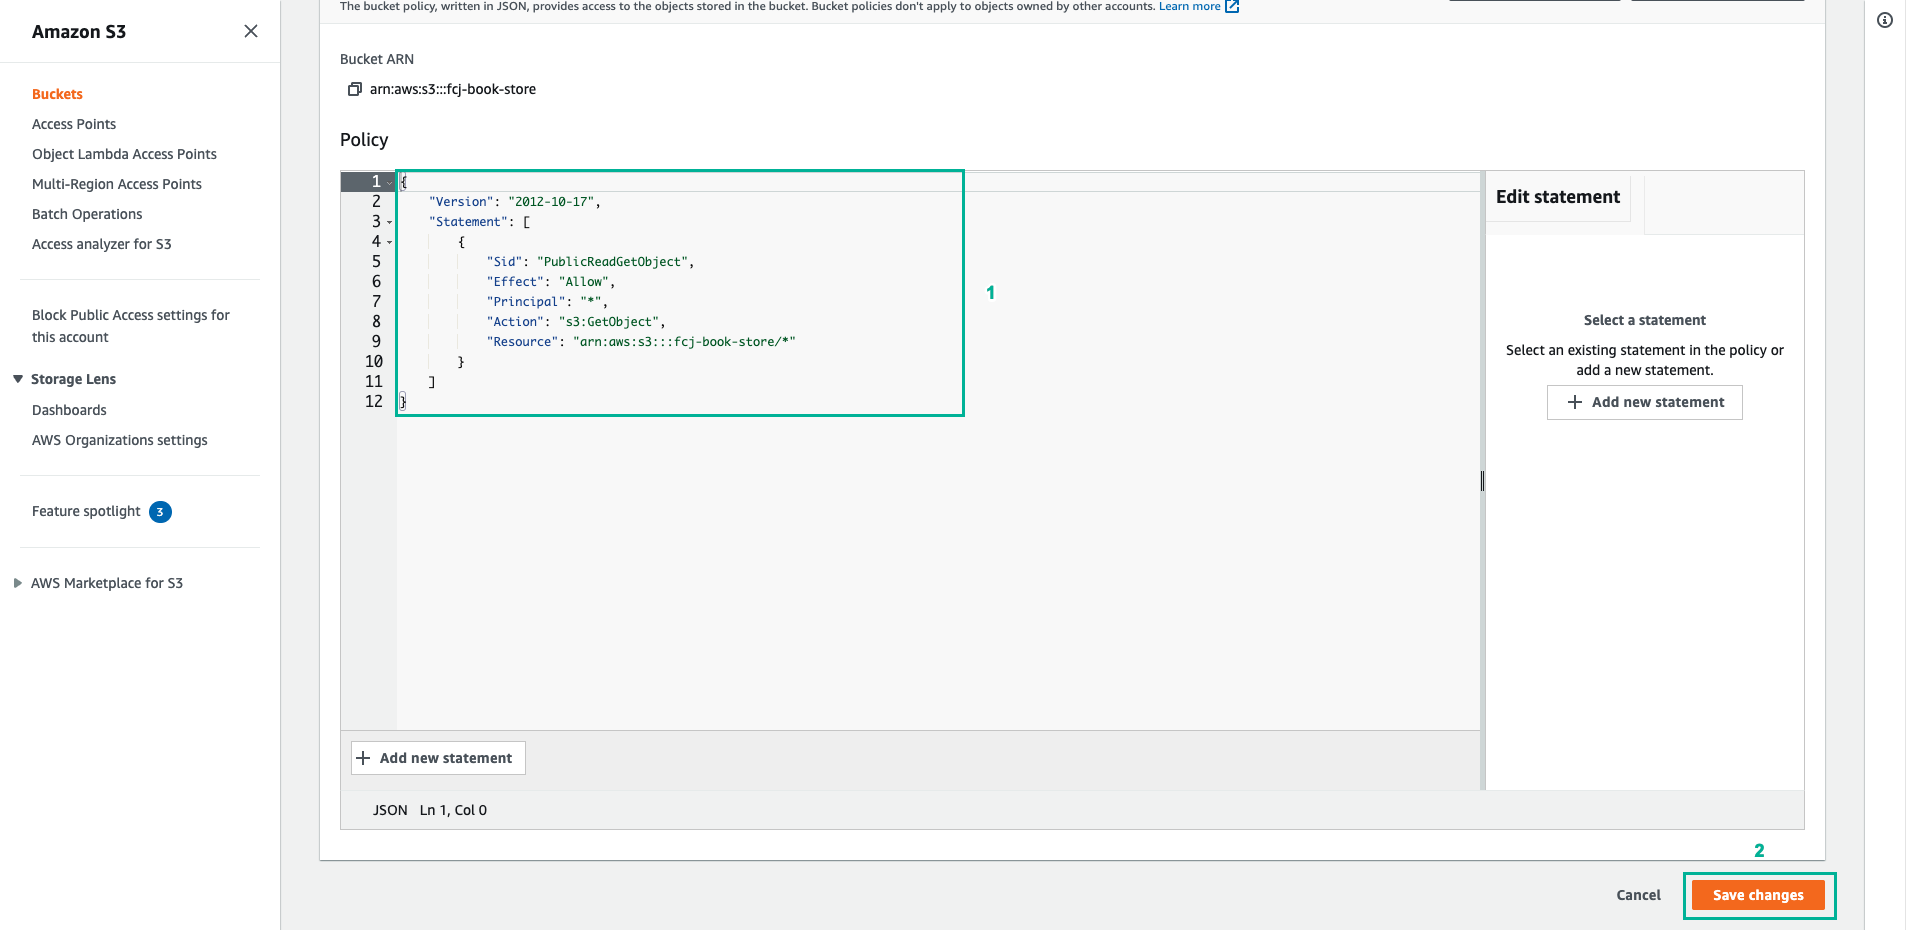 Amazon S3
Buckets
Access Points
Object Lambda Access Points
Multi-Region Access Points
Batch Operations
Access analyzer for S3
Block Public Access settings for
this account
Storage Lens
Dashboards
AWS Organizations settings
Feature spotlight 3
AWS Marketplace for S3
The bucket policy, written in JSON, provides access to the objects stored in the bucket. Bucket policies don't apply to objects owned by other accounts. Learn more
Bucket ARN
arn:aws:s3:::fcj-book-store
Policy
1 {
2 "Version": "2012-10-17",
3 "Statement": [
4 {
5 "Sid": "PublicReadGetObject",
6 "Effect": "Allow",
7 "Principal": "*",
8 "Action": "s3:GetObject",
9 "Resource": "arn:aws:s3:::fcj-book-store/*"
10 }
11 ]
12 }
1
Edit statement
Select a statement
Select an existing statement in the policy or
add a new statement.
+ Add new statement
+ Add new statement
JSON Ln 1, Col 0
2
Cancel
Save changes